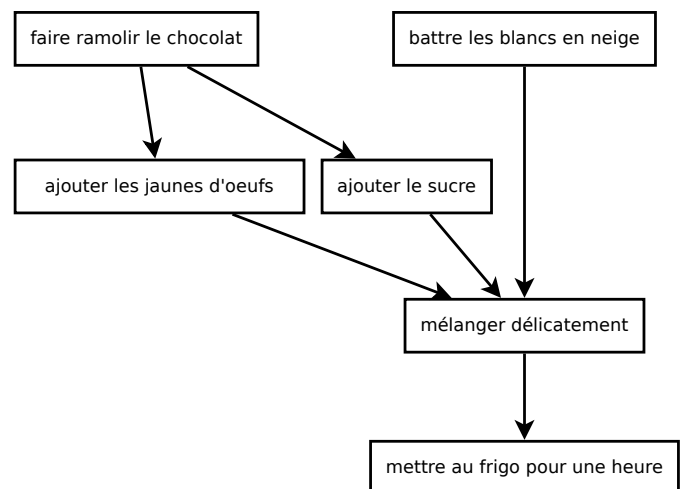 faire ramolir le chocolat
battre les blancs en neige
ajouter les jaunes d'oeufs
ajouter le sucre
mélanger délicatement
mettre au frigo pour une heure